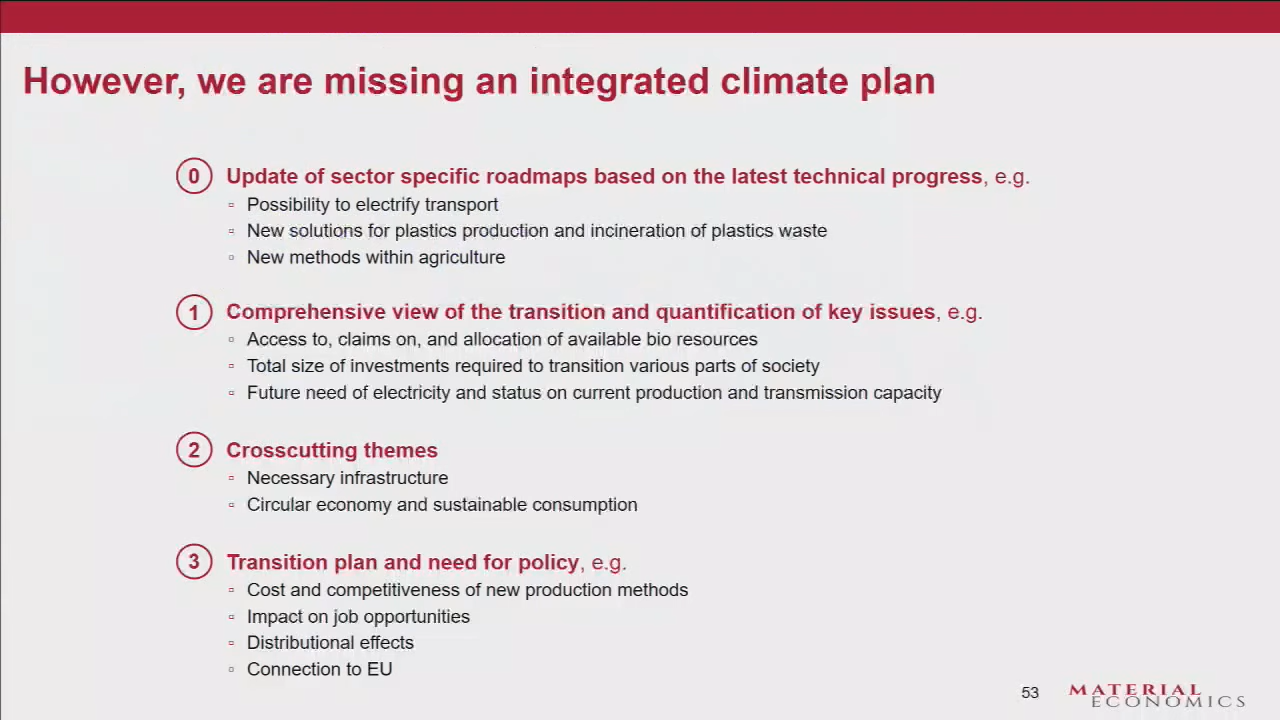 However, we are missing an integrated climate plan
0 Update of sector specific roadmaps based on the latest technical progress, e.g.
▫ Possibility to electrify transport
▫ New solutions for plastics production and incineration of plastics waste
▫ New methods within agriculture
1 Comprehensive view of the transition and quantification of key issues, e.g.
▫ Access to, claims on, and allocation of available bio resources
▫ Total size of investments required to transition various parts of society
▫ Future need of electricity and status on current production and transmission capacity
2 Crosscutting themes
▫ Necessary infrastructure
▫ Circular economy and sustainable consumption
3 Transition plan and need for policy, e.g.
▫ Cost and competitiveness of new production methods
▫ Impact on job opportunities
▫ Distributional effects
▫ Connection to EU
53
MATERIAL
ECONOMICS